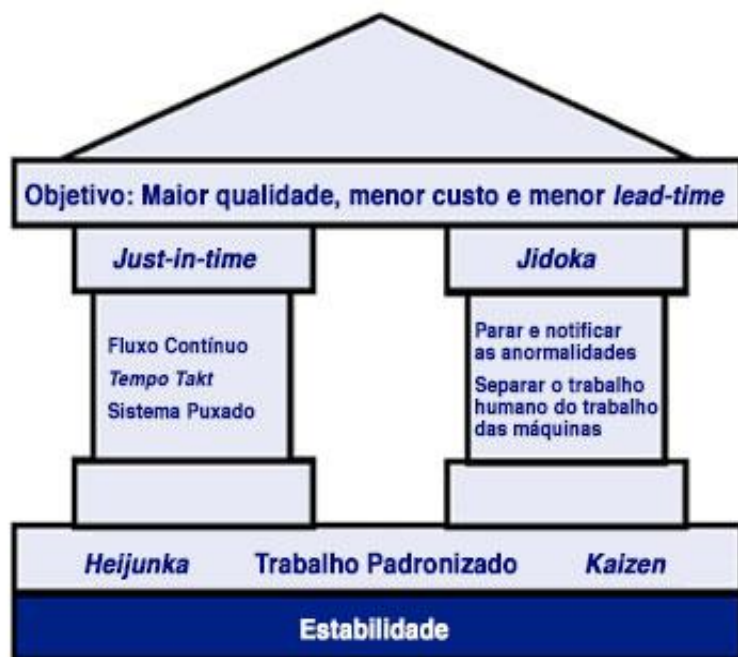 Objetivo: Maior qualidade, menor custo e menor lead-time
Just-in-time
Fluxo Contínuo
Tempo Takt
Sistema Puxado
Jidoka
Parar e notificar
as anormalidades
Separar o trabalho
humano do trabalho
das máquinas
Heijunka Trabalho Padronizado Kaizen
Estabilidade